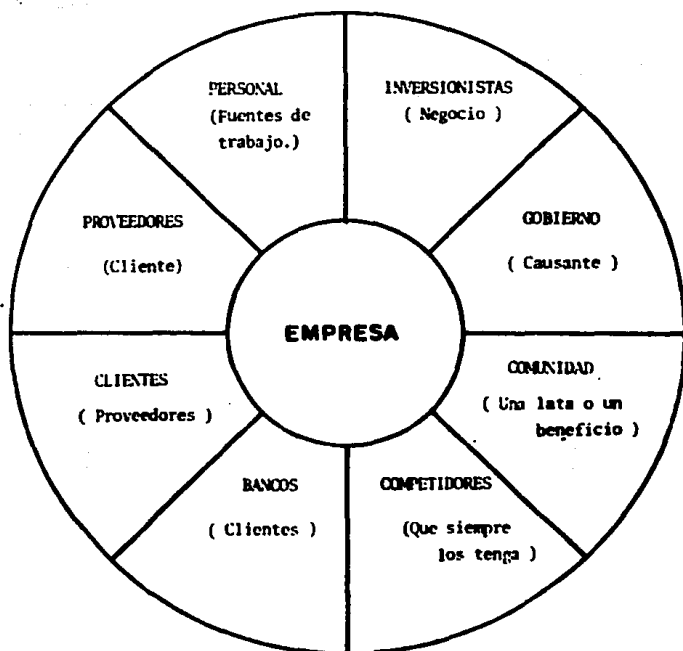 PERSONAL
(Fuentes de
trabajo.)
INVERSIONISTAS
( Negocio )
GOBIERNO
( Causante )
COMUNIDAD
( Una lata o un
beneficio )
COMPETIDORES
(Que siempre
los tenga )
BANCOS
( Clientes )
CLIENTES
( Proveedores )
PROVEEDORES
(Cliente)
EMPRESA